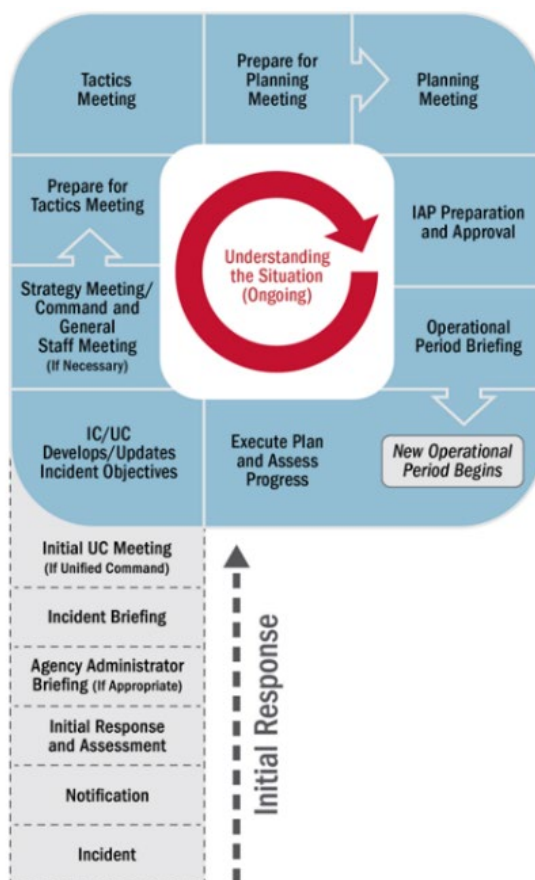 Tactics
Meeting
Prepare for
Planning
Meeting
Planning
Meeting
Prepare for
Tactics Meeting
IAP Preparation
and Approval
Understanding
the Situation
(Ongoing)
Strategy Meeting/
Command and
General
Staff Meeting
(If Necessary)
Operational
Period Briefing
IC/UC
Develops/Updates
Incident Objectives
Execute Plan
and Assess
Progress
New Operational
Period Begins
Initial UC Meeting
(If Unified Command)
Incident Briefing
Agency Administrator
Briefing (If Appropriate)
Initial Response
and Assessment
Notification
Incident
Initial Response